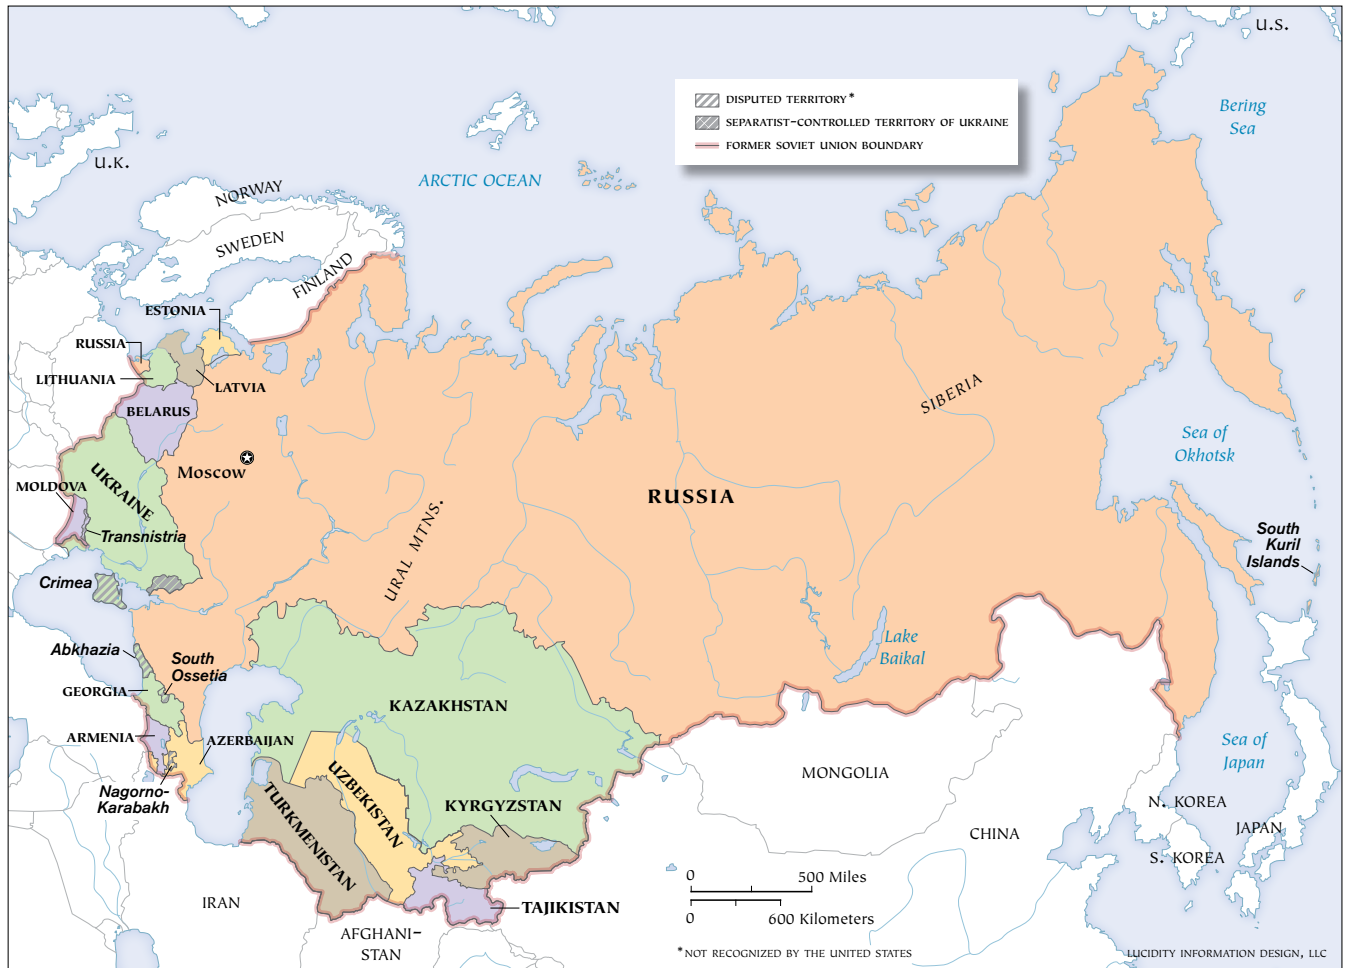 U.S.
DISPUTED TERRITORY*
SEPARATIST-CONTROLLED TERRITORY OF UKRAINE
FORMER SOVIET UNION BOUNDARY
Bering
Sea
U.K.
ARCTIC OCEAN
NORWAY
SWEDEN
FINLAND
ESTONIA
RUSSIA
LITHUANIA
LATVIA
BELARUS
SIBERIA
Sea of
Okhotsk
Moscow
UKRAINE
MOLDOVA
RUSSIA
Transnistria
URAL MTNS.
South
Kuril
Islands
Crimea
Lake
Baikal
Abkhazia
South
Ossetia
GEORGIA
KAZAKHSTAN
ARMENIA
AZERBAIJAN
Sea of
Japan
MONGOLIA
Nagorno-
Karabakh
UZBEKISTAN
KYRGYZSTAN
TURKMENISTAN
N. KOREA
CHINA
JAPAN
S. KOREA
0 500 Miles
0 600 Kilometers
IRAN
TAJIKISTAN
AFGHANI-
STAN
*NOT RECOGNIZED BY THE UNITED STATES
LUCIDITY INFORMATION DESIGN, LLC